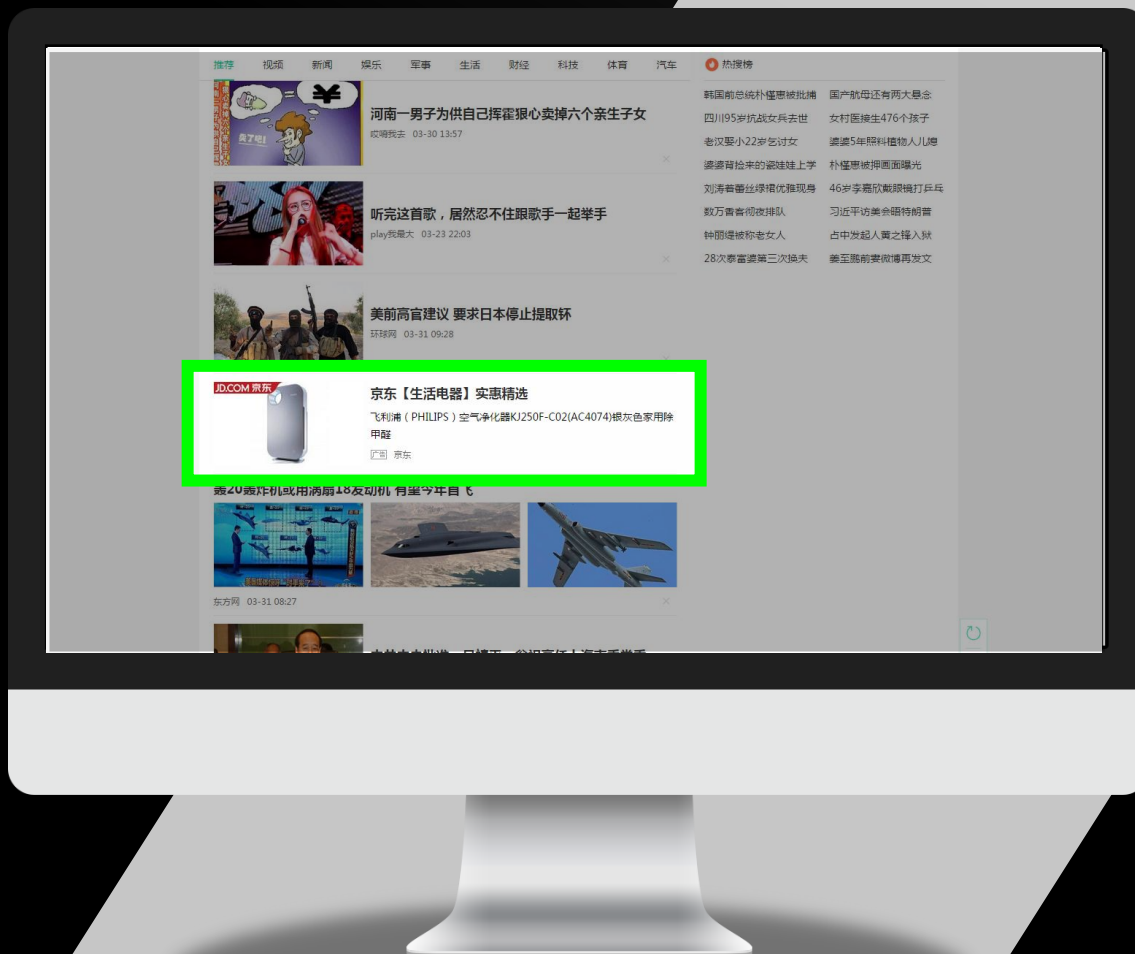 推荐 视频 新闻 娱乐 军事 生活 财经 科技 体育 汽车
河南一男子为供自己挥霍狠心卖掉六个亲生子女
哎呦我去 03-30 13:57
听完这首歌，居然忍不住跟歌手一起举手
play我最大 03-23 22:03
美前高官建议 要求日本停止提取钚
环球网 03-31 09:28
JD.COM 京东
京东【生活电器】实惠精选
飞利浦（PHILIPS）空气净化器KJ250F-C02(AC4074)银灰色家用除
甲醛
广告 京东
轰20轰炸机或用涡扇18发动机 有望今年首飞
东方网 03-31 08:27
热搜榜
韩国前总统朴槿惠被批捕 国产航母还有两大悬念
四川95岁抗战女兵去世 女村医接生476个孩子
老汉娶小22岁乞讨女 婆婆5年照料植物人儿媳
婆婆背捡来的瓷娃娃上学 朴槿惠被押画面曝光
刘涛着蕾丝绿裙优雅现身 46岁李嘉欣戴眼镜打乒乓
数万香客彻夜排队 习近平访美会晤特朗普
钟丽缇被称老女人 占中发起人黄之锋入狱
28次泰富婆第三次换夫 姜至鹏前妻微博再发文